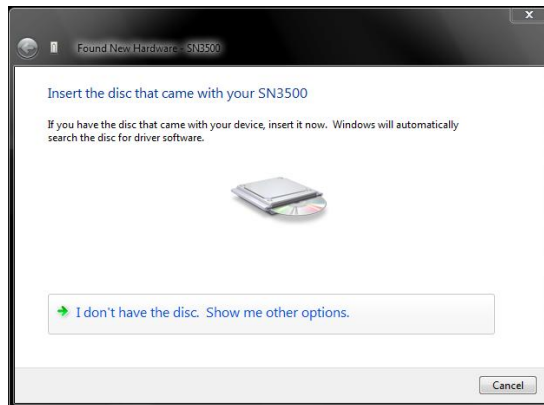 Found New Hardware - SN3500
Insert the disc that came with your SN3500
If you have the disc that came with your device, insert it now. Windows will automatically
search the disc for driver software.
I don't have the disc. Show me other options.
Cancel